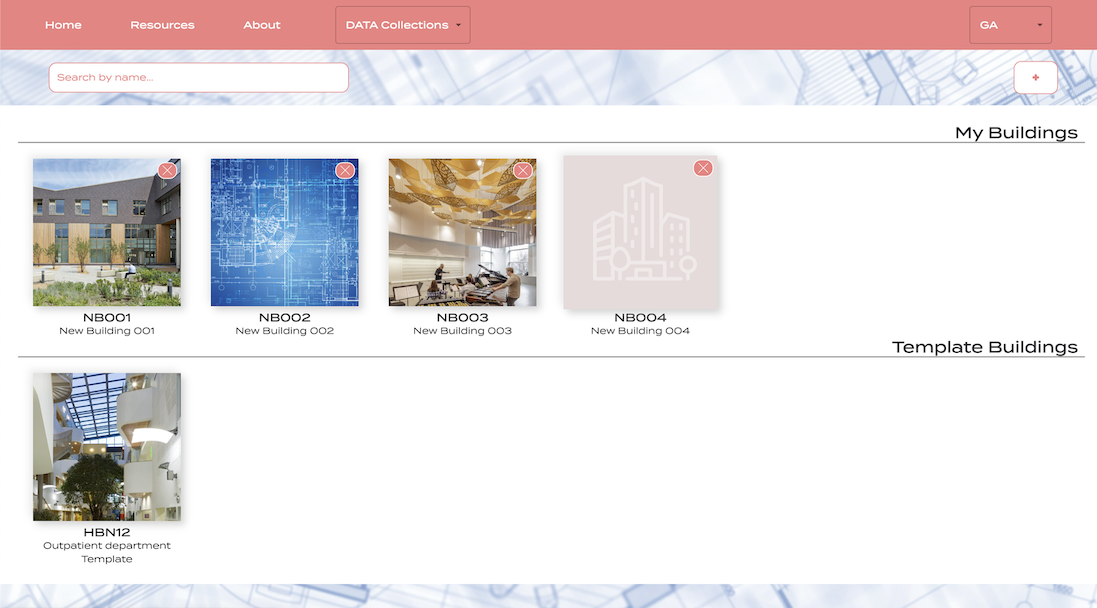 Home Resources About DATA Collections GA
Search by name...
+
My Buildings
NB001 NB002 NB003 NB004
New Building 001 New Building 002 New Building 003 New Building 004
Template Buildings
HBN12
Outpatient department
Template